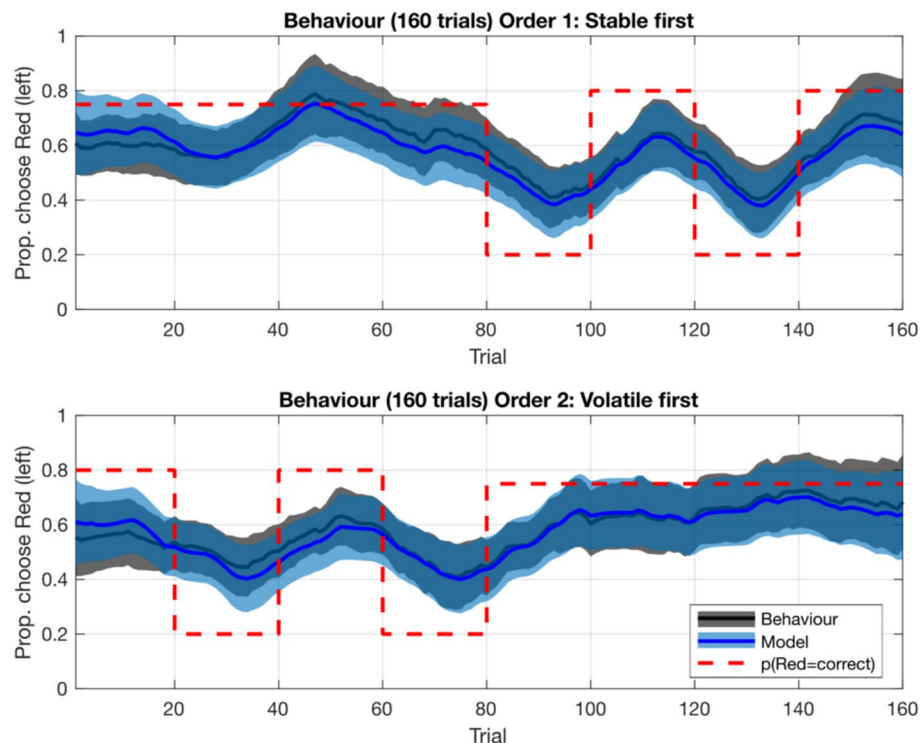 Behaviour (160 trials) Order 1: Stable first
Prop. choose Red (left)
1
0.8
0.6
0.4
0.2
0
20 40 60 80 100 120 140 160
Trial
Behaviour (160 trials) Order 2: Volatile first
Prop. choose Red (left)
1
0.8
0.6
0.4
0.2
0
20 40 60 80 100 120 140 160
Trial
Behaviour
Model
p(Red=correct)